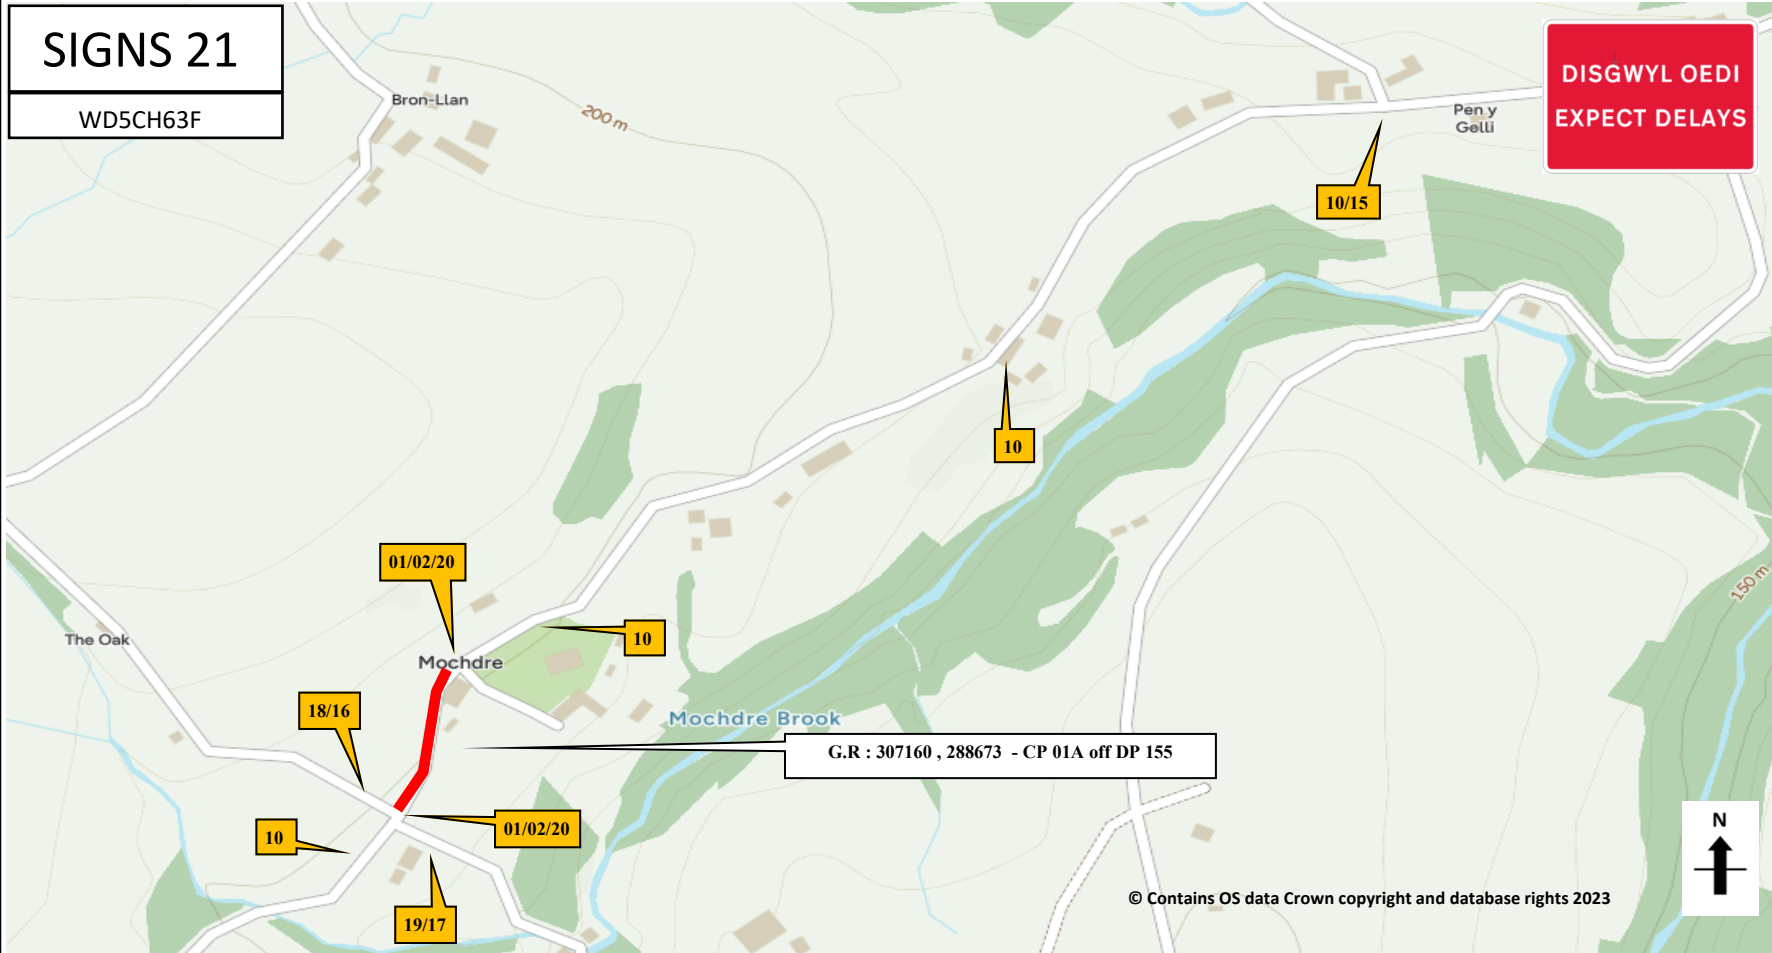 SIGNS 21
WD5CH63F
DISGWYL OEDI
EXPECT DELAYS
Bron-Llan
200 m
Pen y
Gelli
10/15
10
01/02/20
10
The Oak
Mochdre
18/16
Mochdre Brook
G.R : 307160 , 288673 - CP 01A off DP 155
150 m
01/02/20
10
19/17
N
© Contains OS data Crown copyright and database rights 2023